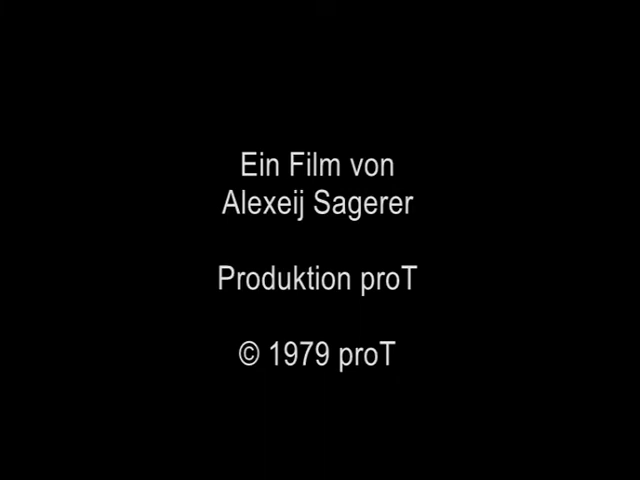 Ein Film von
Alexeij Sagerer
Produktion proT
© 1979 proT